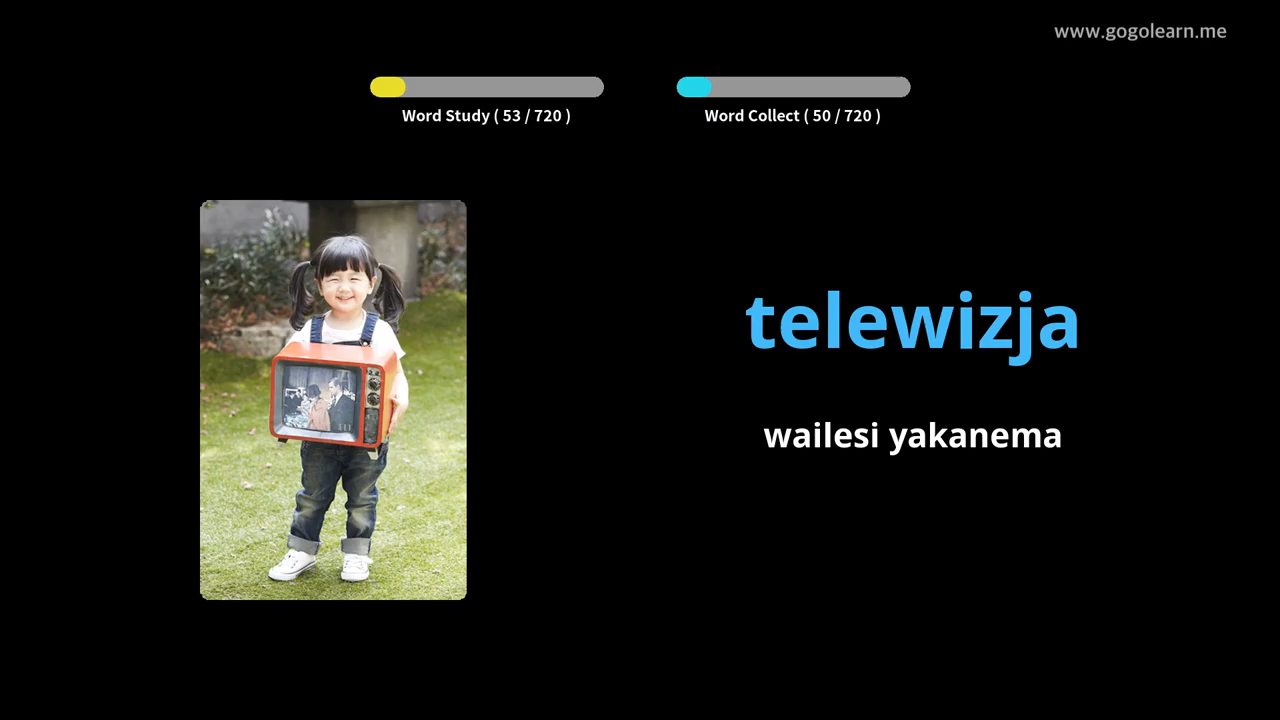 www.gogolearn.me
Word Study ( 53 / 720 )
Word Collect ( 50 / 720 )
telewizja
wailesi yakanema